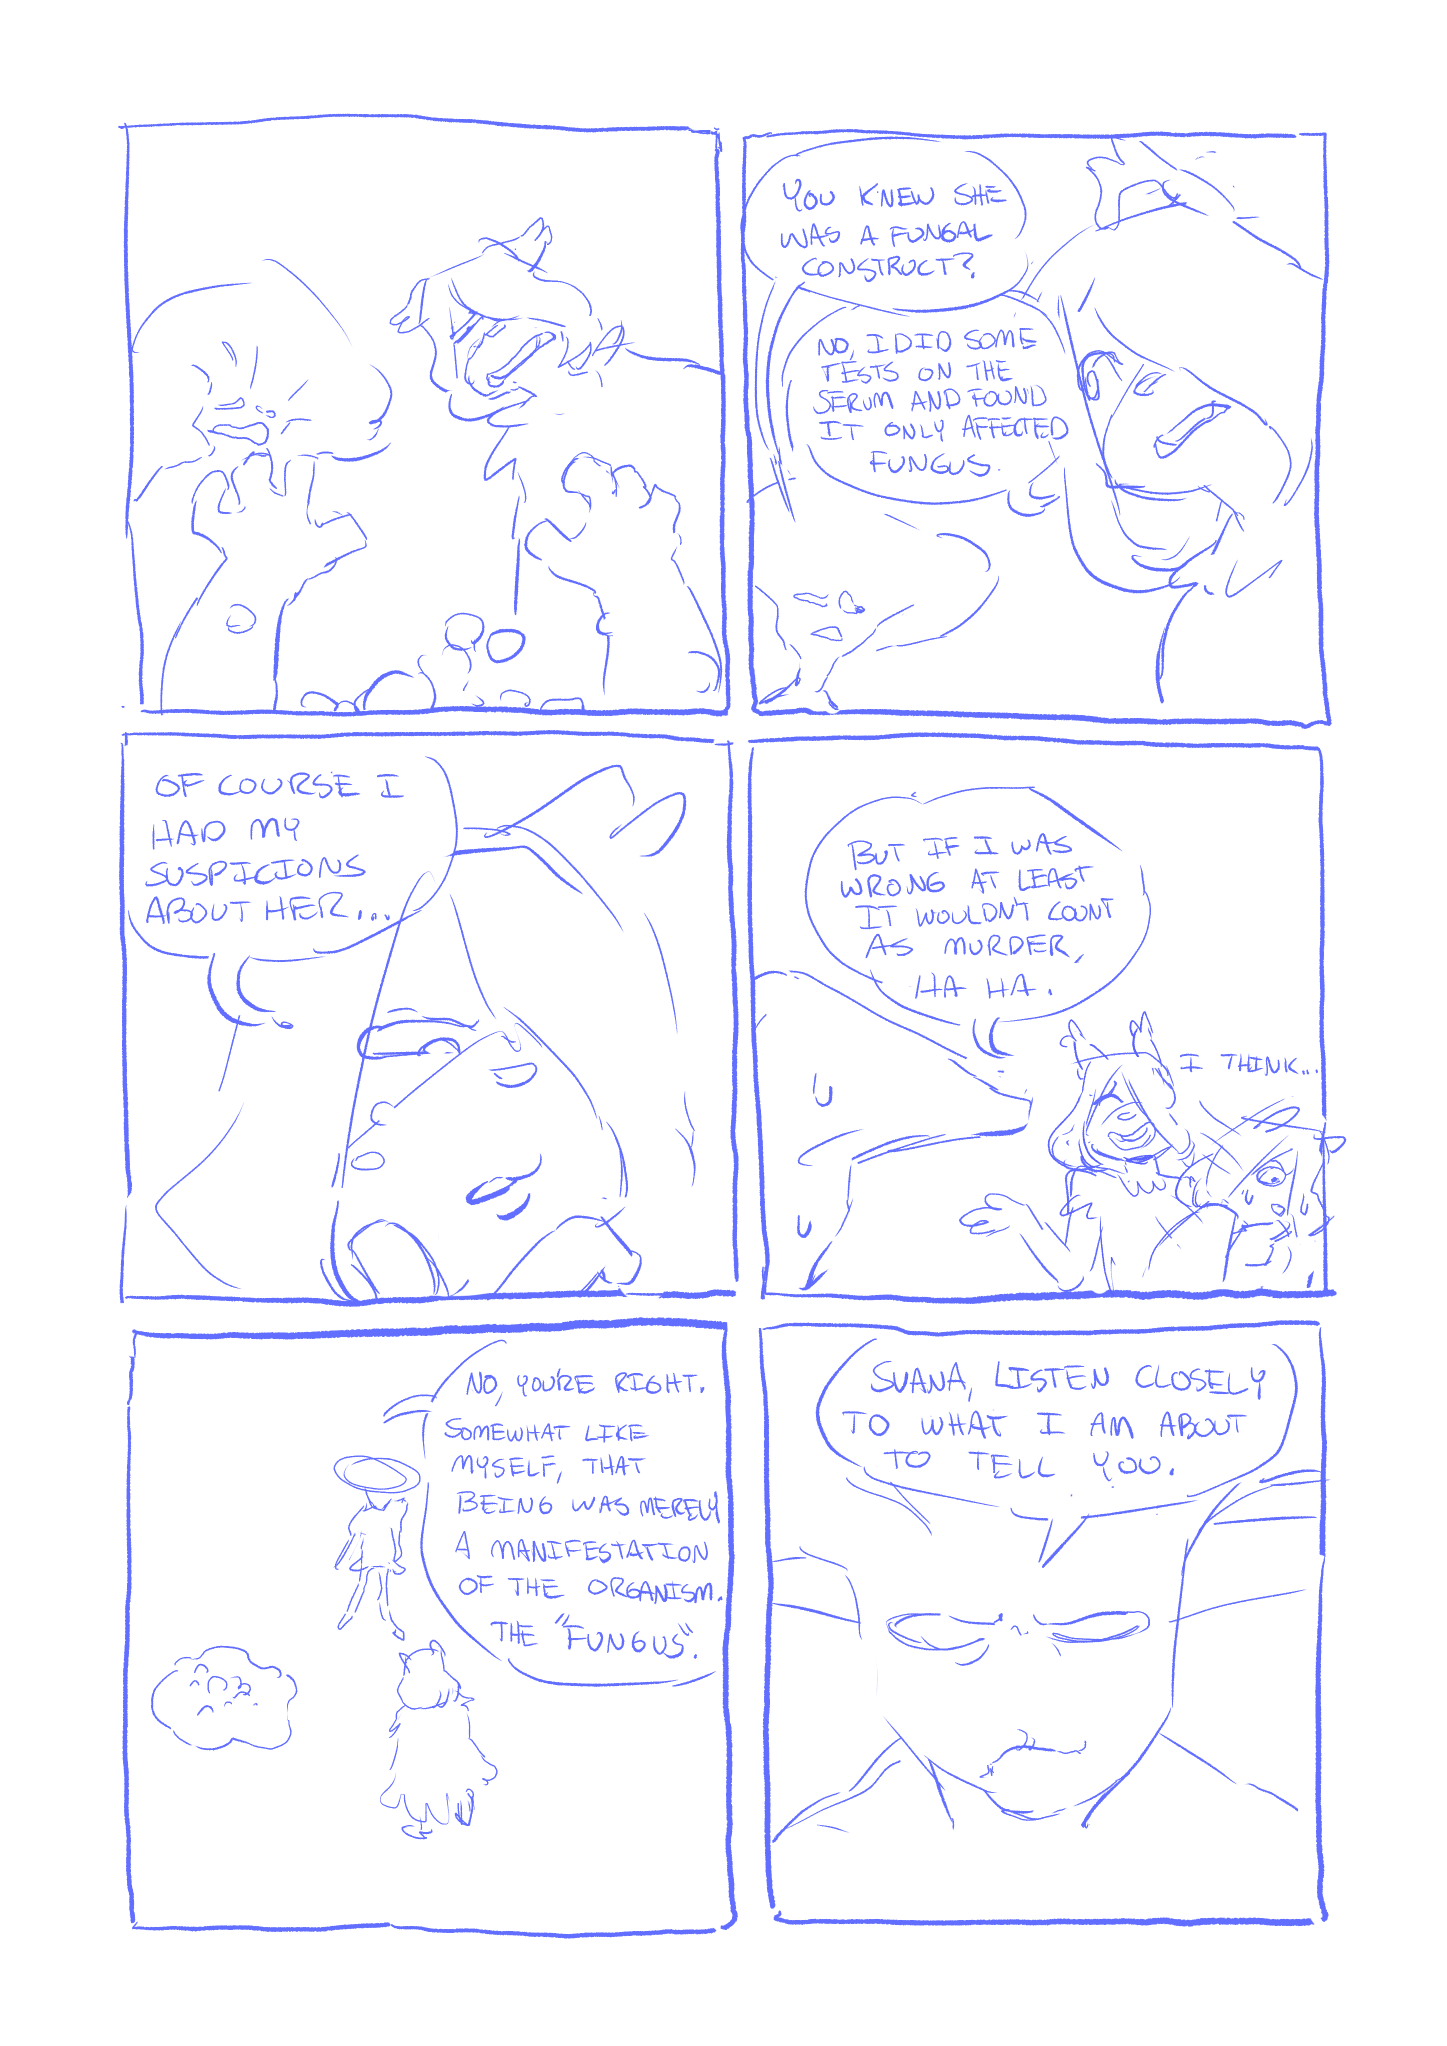 YOU KNEW SHE
WAS A FUNGAL
CONSTRUCT?
NO, I DID SOME
TESTS ON THE
SERUM AND FOUND
IT ONLY AFFECTED
FUNGUS.
OF COURSE I
HAD MY
SUSPICIONS
ABOUT HER...
BUT IF I WAS
WRONG AT LEAST
IT WOULDN'T COUNT
AS MURDER,
HA HA.
I THINK...
NO, YOU'RE RIGHT.
SOMEWHAT LIKE
MYSELF, THAT
BEING WAS MERELY
A MANIFESTATION
OF THE ORGANISM.
THE "FUNGUS".
SVANA, LISTEN CLOSELY
TO WHAT I AM ABOUT
TO TELL YOU.